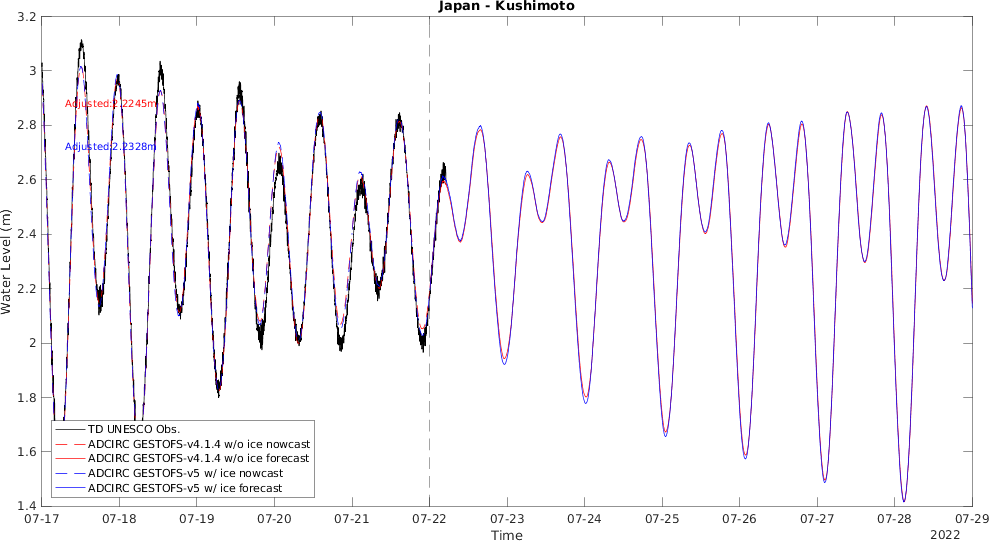 Japan - Kushimoto
3.2
3
2.8
2.6
2.4
2.2
2
1.8
1.6
1.4
Water Level (m)
Adjusted:2.2245m
Adjusted:2.2328m
TD UNESCO Obs.
ADCIRC GESTOFS-v4.1.4 w/o ice nowcast
ADCIRC GESTOFS-v4.1.4 w/o ice forecast
ADCIRC GESTOFS-v5 w/ ice nowcast
ADCIRC GESTOFS-v5 w/ ice forecast
07-17 07-18 07-19 07-20 07-21 07-22 07-23 07-24 07-25 07-26 07-27 07-28 07-29
Time
2022